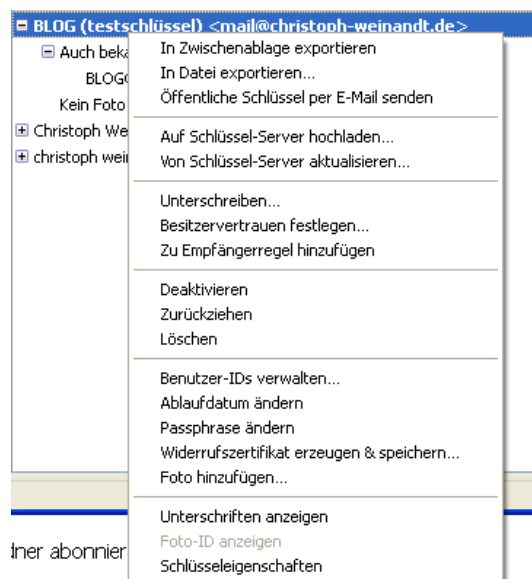 BLOG (testschlüssel) <mail@christoph-weinandt.de>
Auch beka
BLOG
Kein Foto
Christoph We
christoph wei
In Zwischenablage exportieren
In Datei exportieren...
Öffentliche Schlüssel per E-Mail senden
Auf Schlüssel-Server hochladen...
Von Schlüssel-Server aktualisieren...
Unterschreiben...
Besitzervertrauen festlegen...
Zu Empfängerregel hinzufügen
Deaktivieren
Zurückziehen
Löschen
Benutzer-IDs verwalten...
Ablaufdatum ändern
Passphrase ändern
Widerrufszertifikat erzeugen & speichern...
Foto hinzufügen...
Unterschriften anzeigen
Foto-ID anzeigen
Schlüsseleigenschaften
dner abonnier